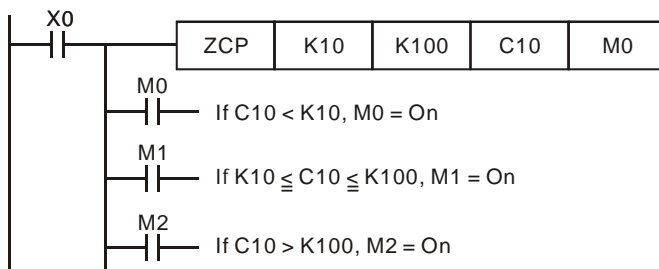 X0
ZCP K10 K100 C10 M0
M0
If C10 < K10, M0 = On
M1
If K10 ≦ C10 ≦ K100, M1 = On
M2
If C10 > K100, M2 = On